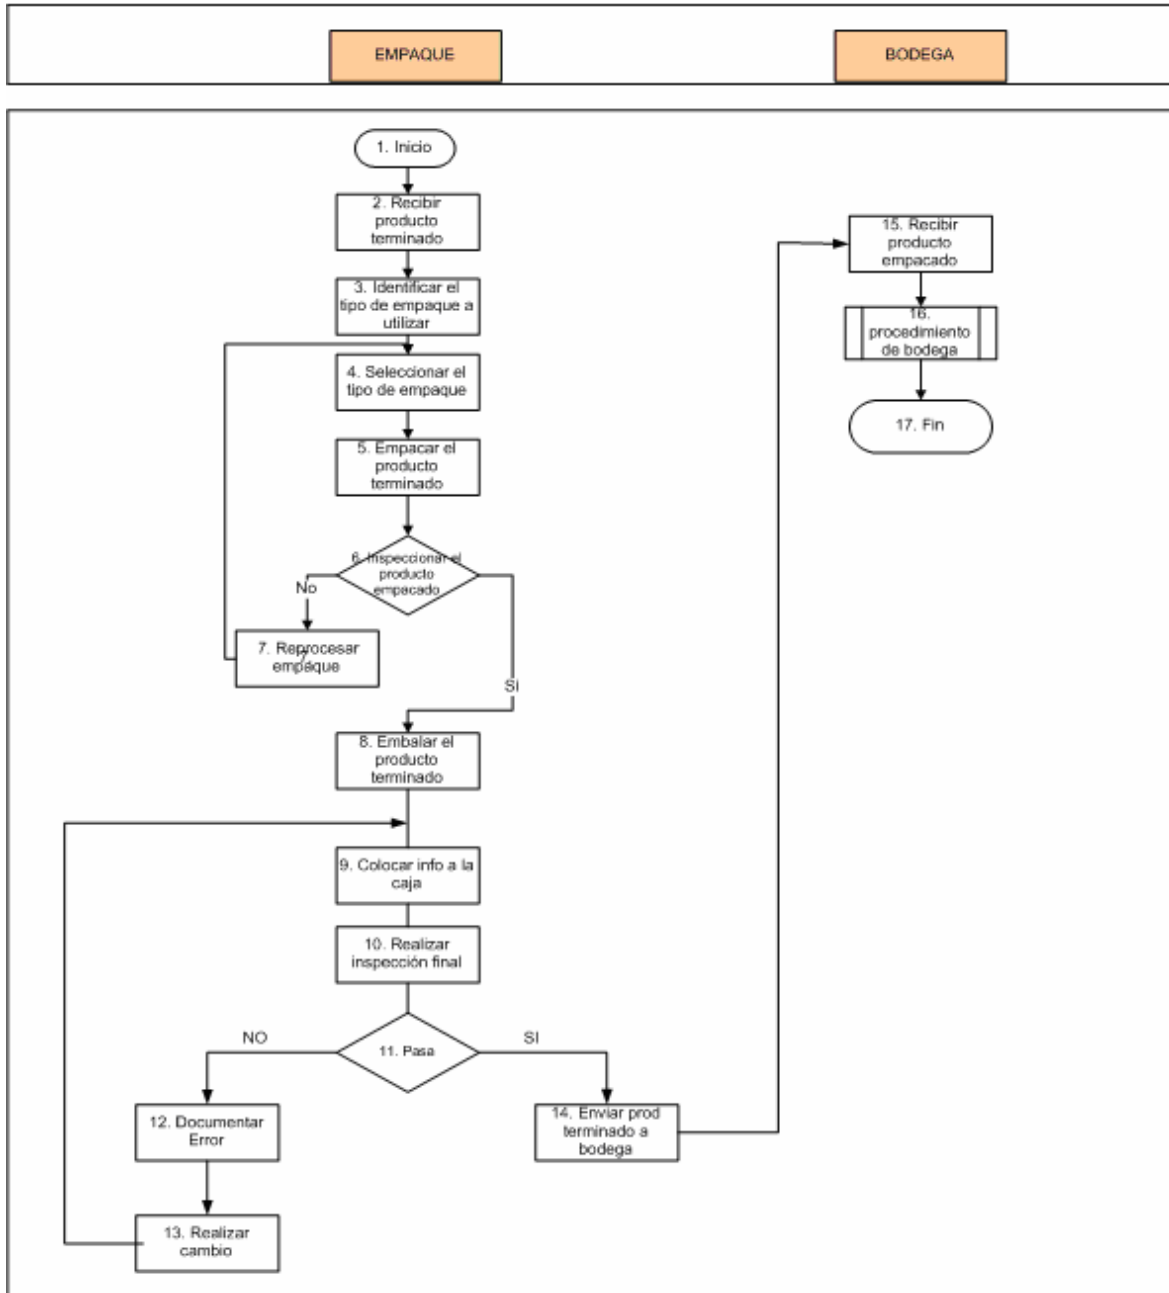 EMPAQUE
BODEGA
1. Inicio
2. Recibir
producto
terminado
3. Identificar el
tipo de empaque a
utilizar
4. Seleccionar el
tipo de empaque
5. Empacar el
producto
terminado
6. Inspeccionar el
producto
empacado
No
SI
7. Reprocesar
7.
empaque
8. Embalar el
producto
terminado
9. Colocar info a la
caja
10. Realizar
inspección final
11. Pasa
NO
SI
12. Documentar
Error
13. Realizar
cambio
14. Enviar prod
terminado a
bodega
15. Recibir
producto
empacado
16.
procedimiento
de bodega
17. Fin